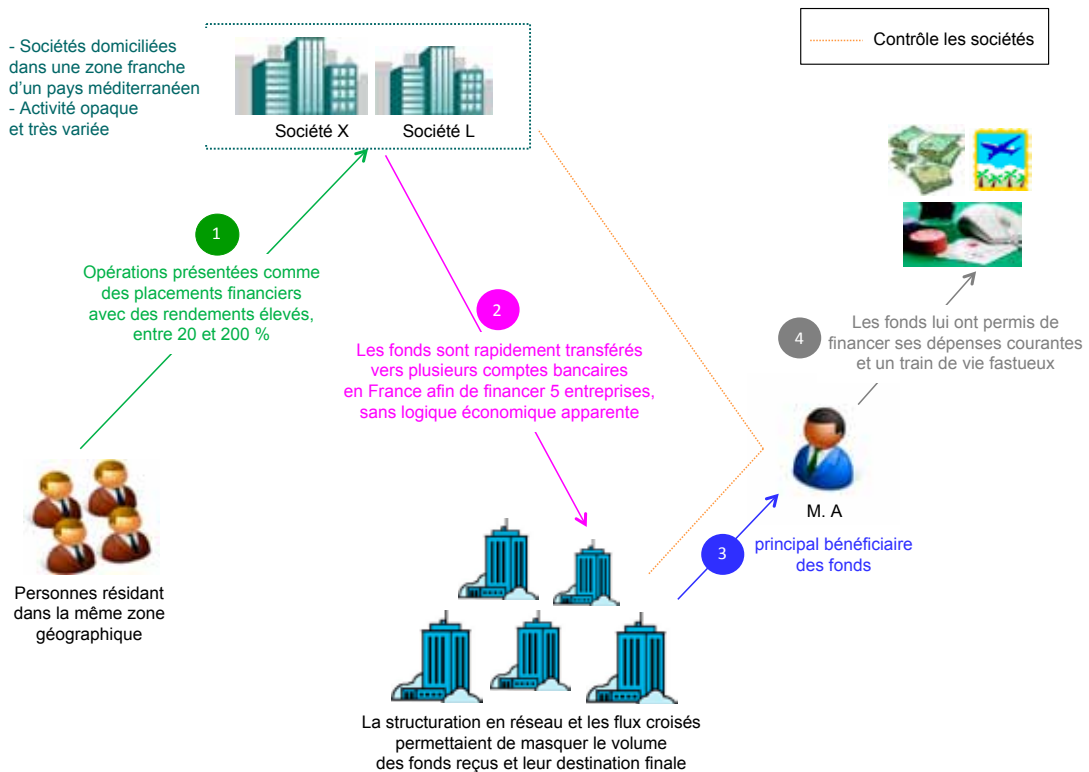 - Sociétés domiciliées
dans une zone franche
d'un pays méditerranéen
- Activité opaque
et très variée
Société X
Société L
Contrôle les sociétés
1
Opérations présentées comme
des placements financiers
avec des rendements élevés,
entre 20 et 200 %
2
Les fonds sont rapidement transférés
vers plusieurs comptes bancaires
en France afin de financer 5 entreprises,
sans logique économique apparente
4
Les fonds lui ont permis de
financer ses dépenses courantes
et un train de vie fastueux
M. A
3
principal bénéficiaire
des fonds
Personnes résidant
dans la même zone
géographique
La structuration en réseau et les flux croisés
permettaient de masquer le volume
des fonds reçus et leur destination finale